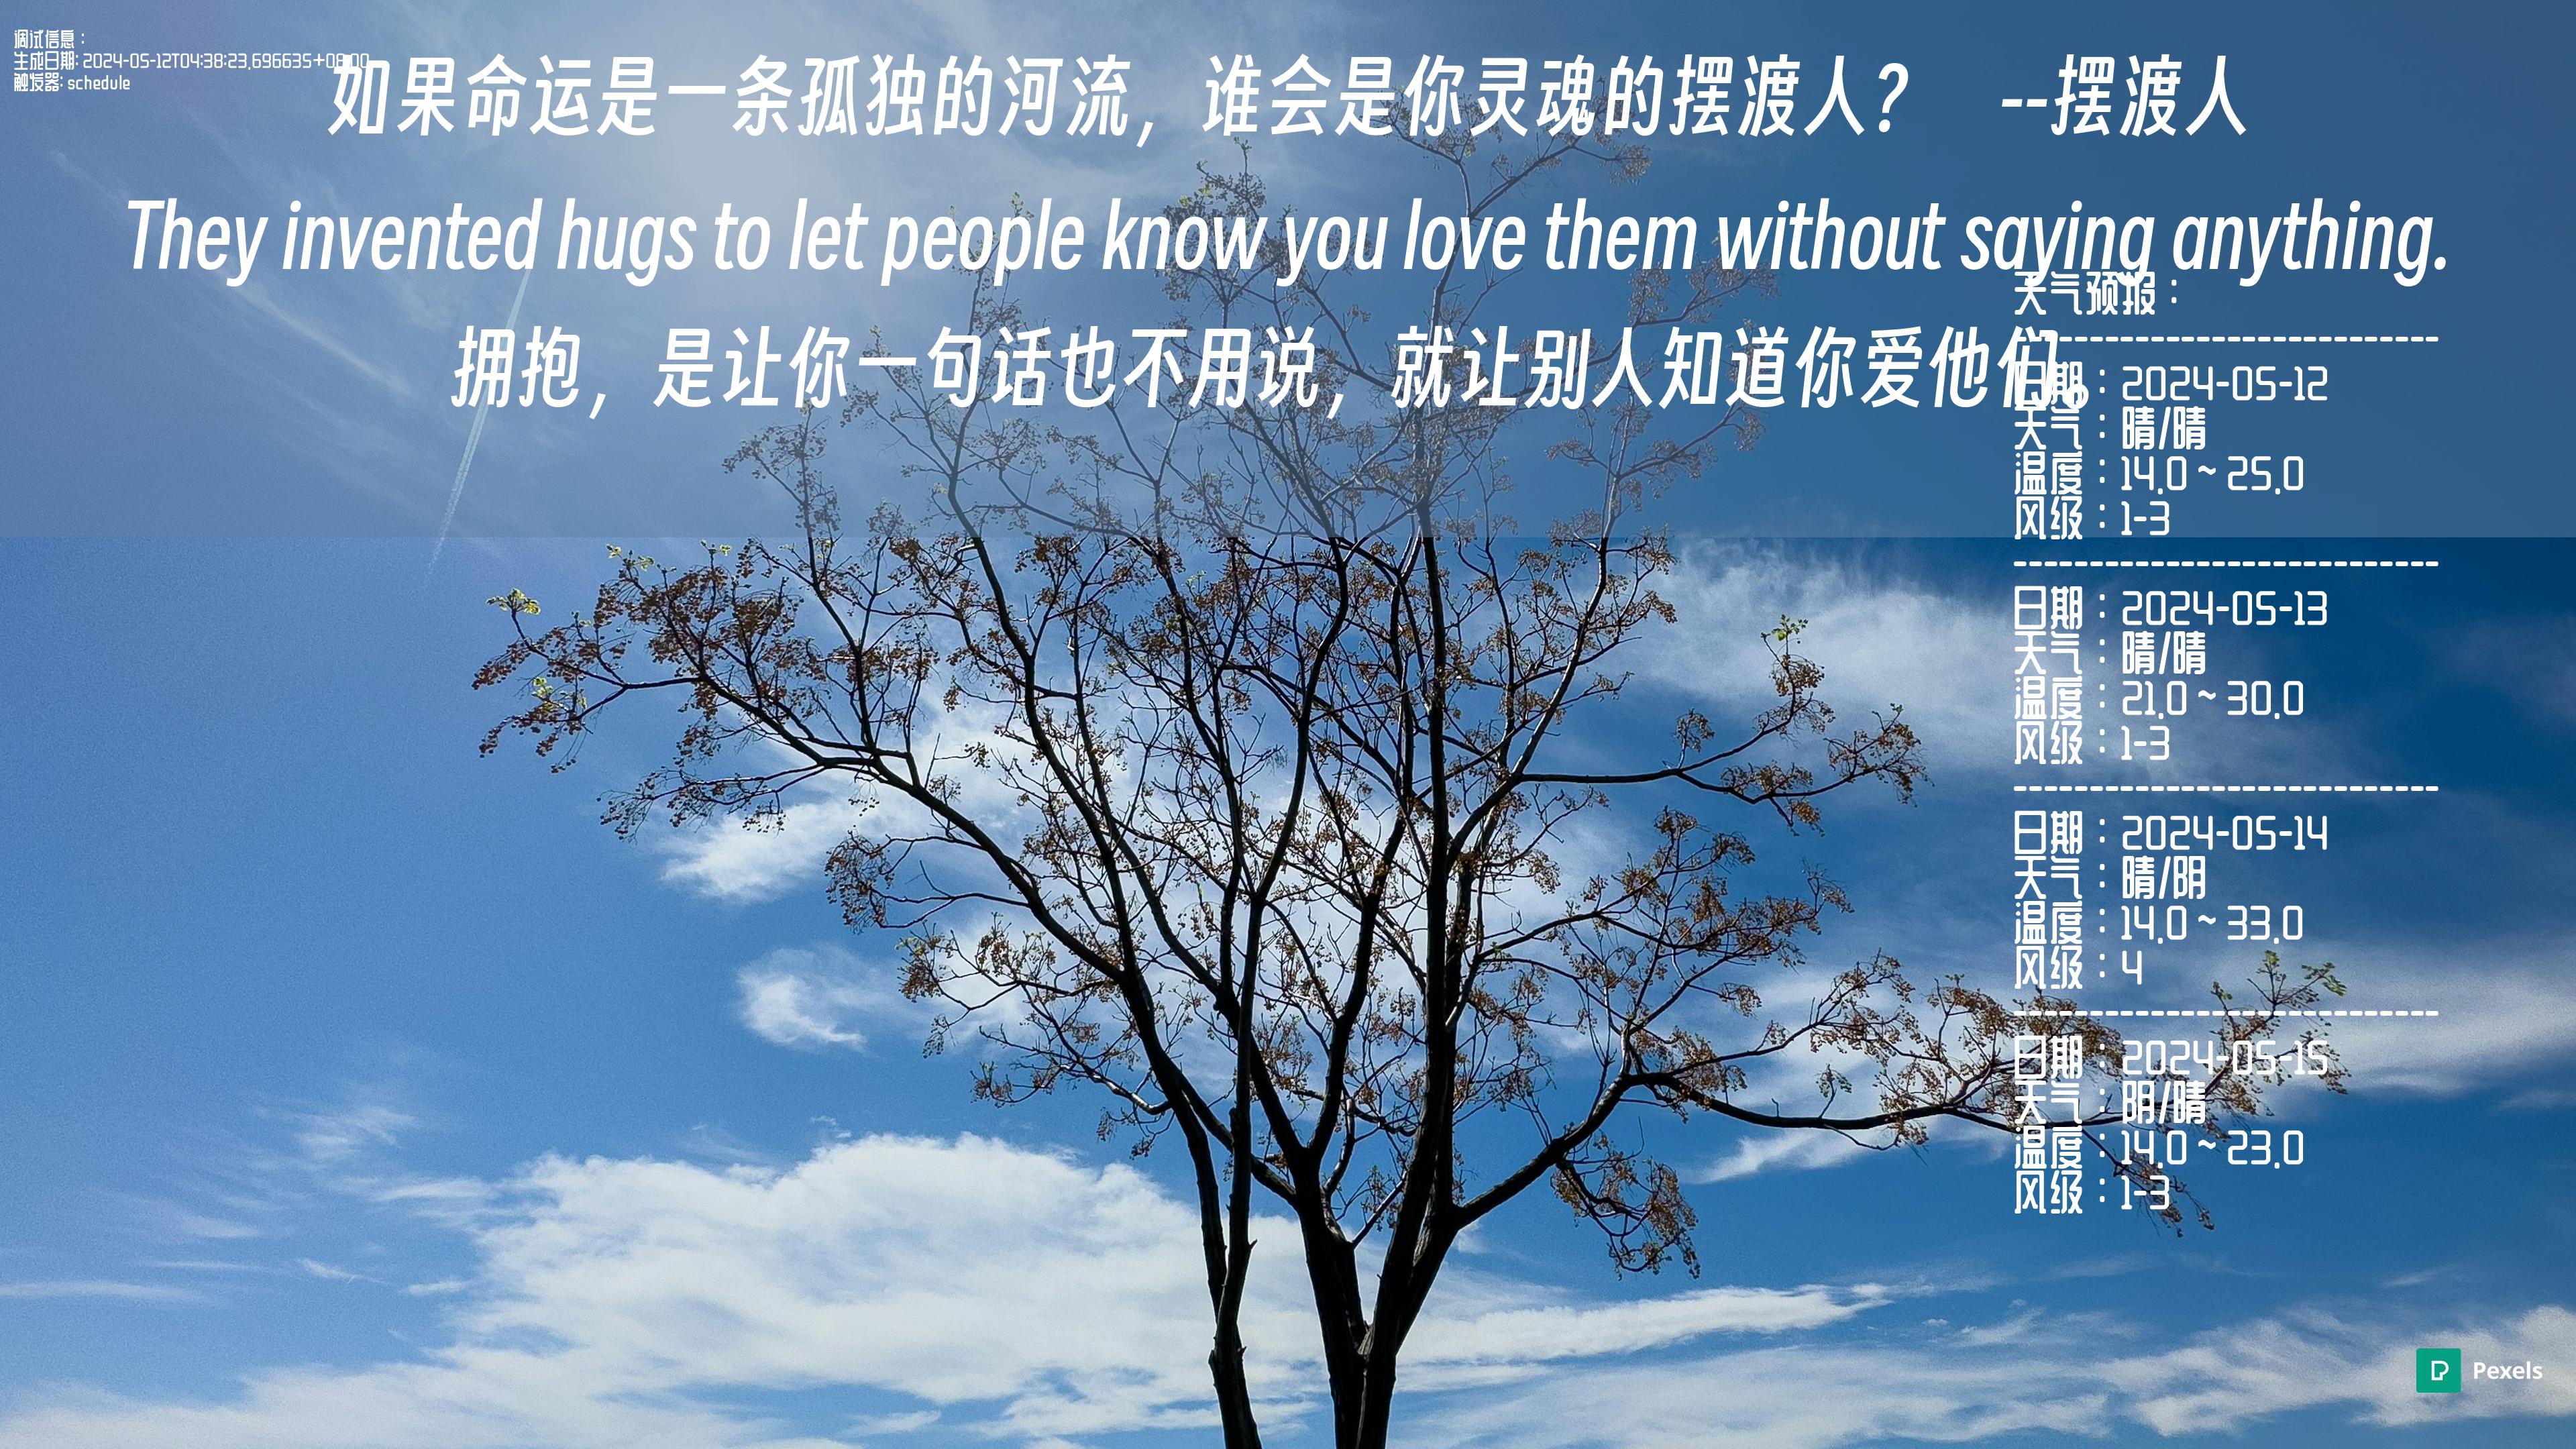 调试信息：
生成日期: 2024-05-12T04:38:23.696635+08:00
触发器: schedule
如果命运是一条孤独的河流，谁会是你灵魂的摆渡人？ --摆渡人
They invented hugs to let people know you love them without saying anything.
拥抱，是让你一句话也不用说，就让别人知道你爱他们。
天气预报：
----------------------------
日期：2024-05-12
天气：晴/晴
温度：14.0 ~ 25.0
风级：1-3
----------------------------
日期：2024-05-13
天气：晴/晴
温度：21.0 ~ 30.0
风级：1-3
----------------------------
日期：2024-05-14
天气：晴/阴
温度：14.0 ~ 33.0
风级：4
----------------------------
日期：2024-05-15
天气：阴/晴
温度：14.0 ~ 23.0
风级：1-3
Pexels